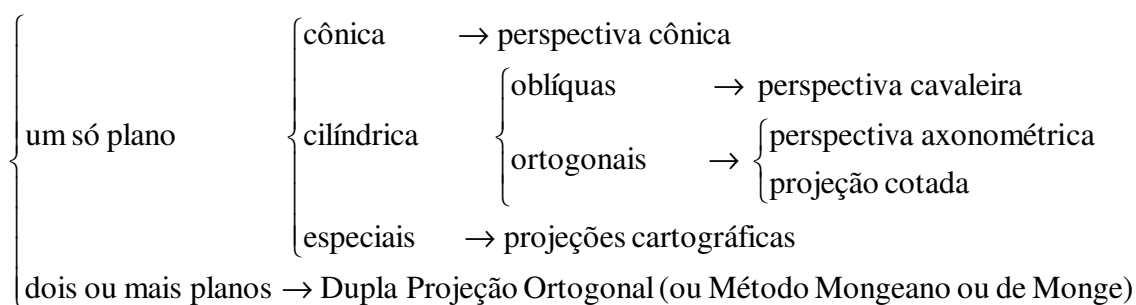 cônica → perspectiva cônica
oblíquas → perspectiva cavaleira
um só plano cilíndrica
perspectiva axonométrica
ortogonais →
projeção cotada
especiais → projeções cartográficas
dois ou mais planos → Dupla Projeção Ortogonal (ou Método Mongeano ou de Monge)